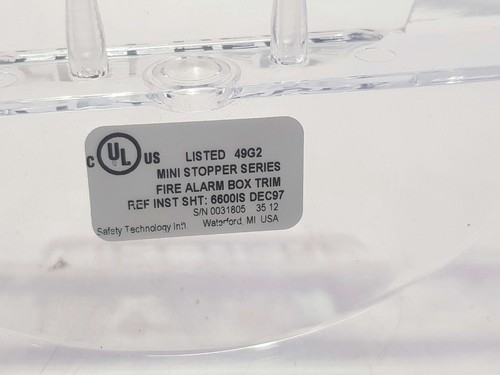 C UL US LISTED 49G2
MINI STOPPER SERIES
FIRE ALARM BOX TRIM
REF INST SHT: 6600IS DEC97
S/N 0031805 35 12
Safety Technology Int'l. Waterford, MI USA